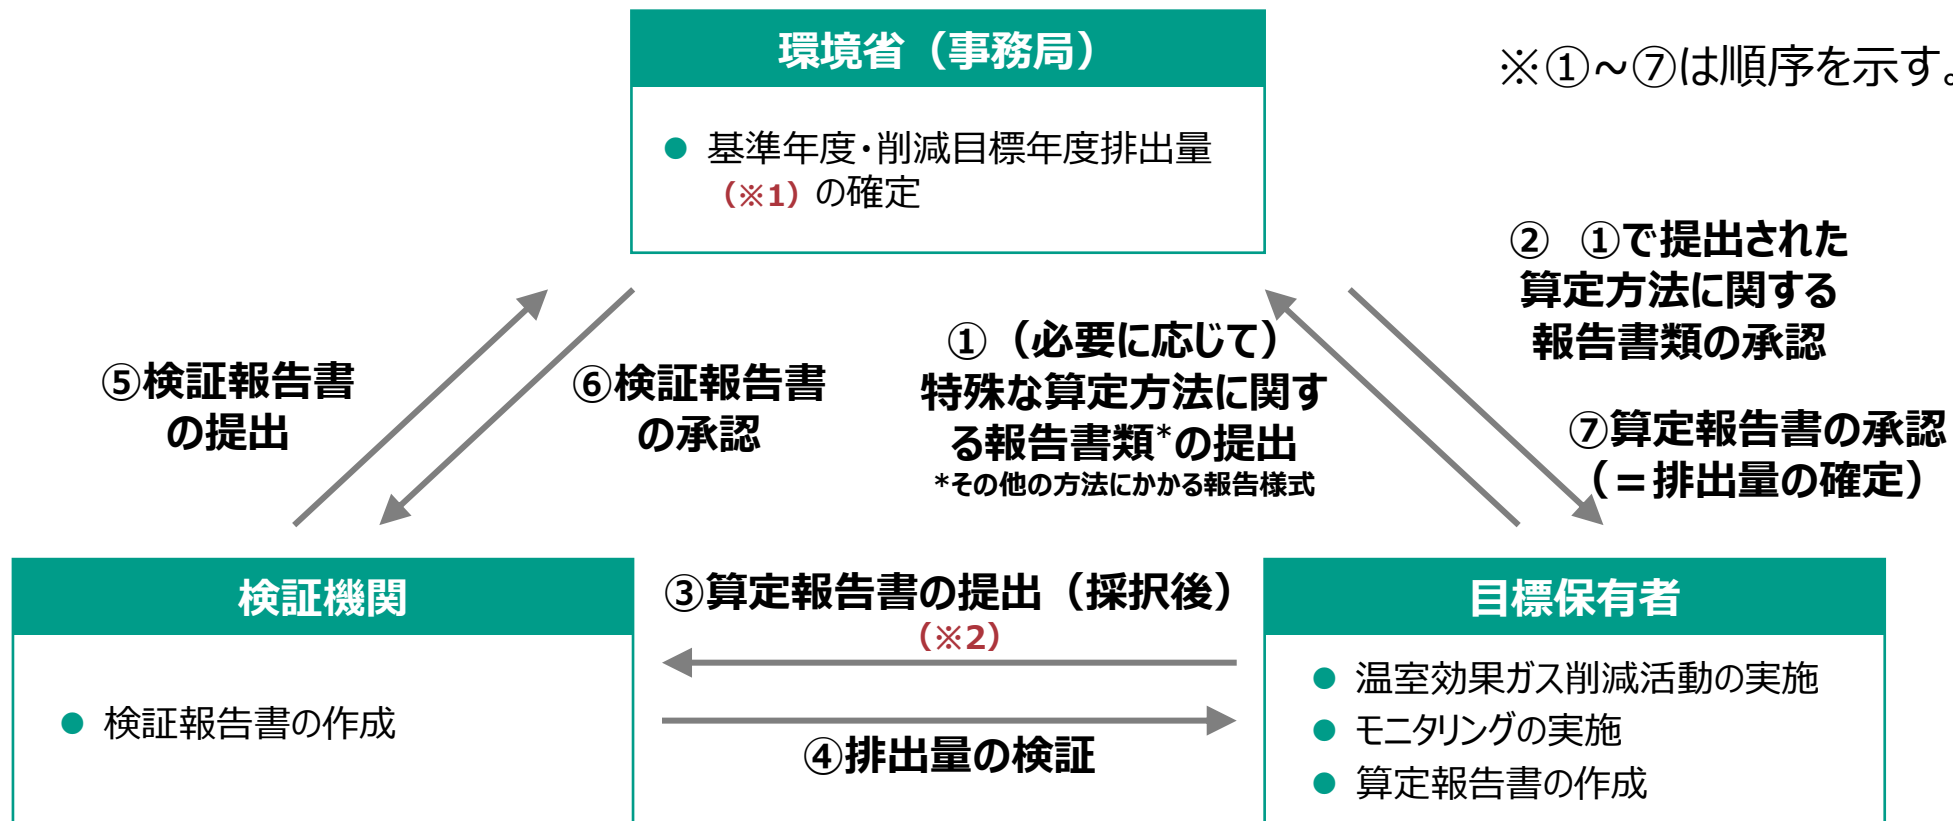 環境省（事務局）
※①~⑦は順序を示す。
● 基準年度・削減目標年度排出量
（※1）の確定
② ①で提出された
算定方法に関する
報告書類の承認
①（必要に応じて）
特殊な算定方法に関す
る報告書類*の提出
*その他の方法にかかる報告様式
⑤検証報告書
の提出
⑥検証報告書
の承認
⑦算定報告書の承認
（＝排出量の確定）
検証機関
● 検証報告書の作成
③算定報告書の提出（採択後）
（※2）
④排出量の検証
目標保有者
● 温室効果ガス削減活動の実施
● モニタリングの実施
● 算定報告書の作成